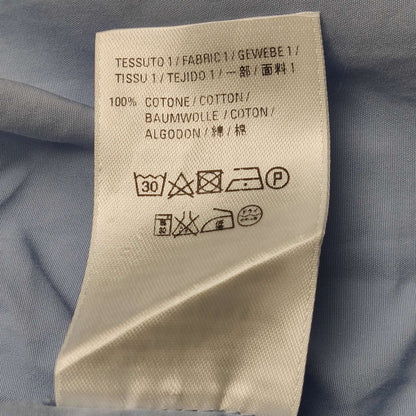 TESSUTO 1 / FABRIC 1 / GEWEBE 1 /
TISSU 1 / TEJIDO 1 / 一部 / 面料 1
100% COTONE / COTTON /
BAUMWOLLE / COTON /
ALGODON / 綿 / 棉
30 P